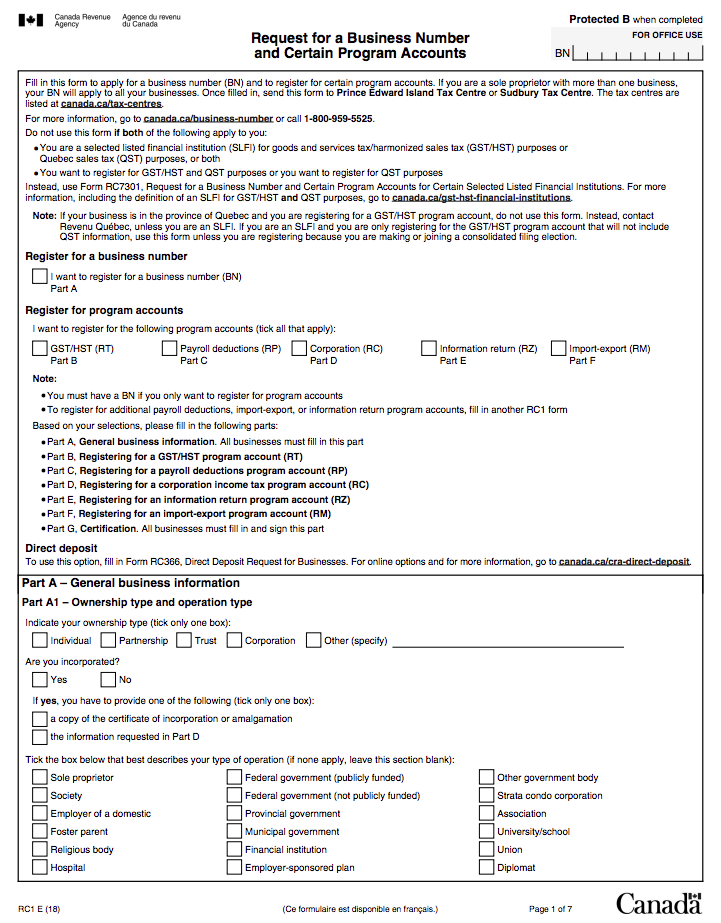 Canada Revenue Agence du revenu
Agency du Canada
Protected B when completed
Request for a Business Number
and Certain Program Accounts
FOR OFFICE USE
BN
Fill in this form to apply for a business number (BN) and to register for certain program accounts. If you are a sole proprietor with more than one business,
your BN will apply to all your businesses. Once filled in, send this form to Prince Edward Island Tax Centre or Sudbury Tax Centre. The tax centres are
listed at canada.ca/tax-centres.
For more information, go to canada.ca/business-number or call 1-800-959-5525.
Do not use this form if both of the following apply to you:
• You are a selected listed financial institution (SLFI) for goods and services tax/harmonized sales tax (GST/HST) purposes or
Quebec sales tax (QST) purposes, or both
• You want to register for GST/HST and QST purposes or you want to register for QST purposes
Instead, use Form RC7301, Request for a Business Number and Certain Program Accounts for Certain Selected Listed Financial Institutions. For more
information, including the definition of an SLFI for GST/HST and QST purposes, go to canada.ca/gst-hst-financial-institutions.
Note: If your business is in the province of Quebec and you are registering for a GST/HST program account, do not use this form. Instead, contact
Revenu Québec, unless you are an SLFI. If you are an SLFI and you are only registering for the GST/HST program account that will not include
QST information, use this form unless you are registering because you are making or joining a consolidated filing election.
Register for a business number
I want to register for a business number (BN)
Part A
Register for program accounts
I want to register for the following program accounts (tick all that apply):
GST/HST (RT) Payroll deductions (RP) Corporation (RC) Information return (RZ) Import-export (RM)
Part B Part C Part D Part E Part F
Note:
• You must have a BN if you only want to register for program accounts
• To register for additional payroll deductions, import-export, or information return program accounts, fill in another RC1 form
Based on your selections, please fill in the following parts:
• Part A, General business information. All businesses must fill in this part
• Part B, Registering for a GST/HST program account (RT)
• Part C, Registering for a payroll deductions program account (RP)
• Part D, Registering for a corporation income tax program account (RC)
• Part E, Registering for an information return program account (RZ)
• Part F, Registering for an import-export program account (RM)
• Part G, Certification. All businesses must fill in and sign this part
Direct deposit
To use this option, fill in Form RC366, Direct Deposit Request for Businesses. For online options and for more information, go to canada.ca/cra-direct-deposit.
Part A – General business information
Part A1 – Ownership type and operation type
Indicate your ownership type (tick only one box):
Individual Partnership Trust Corporation Other (specify)
Are you incorporated?
Yes No
If yes, you have to provide one of the following (tick only one box):
a copy of the certificate of incorporation or amalgamation
the information requested in Part D
Tick the box below that best describes your type of operation (if none apply, leave this section blank):
Sole proprietor Federal government (publicly funded) Other government body
Society Federal government (not publicly funded) Strata condo corporation
Employer of a domestic Provincial government Association
Foster parent Municipal government University/school
Religious body Financial institution Union
Hospital Employer-sponsored plan Diplomat
RC1 E (18) (Ce formulaire est disponible en français.) Page 1 of 7 Canada